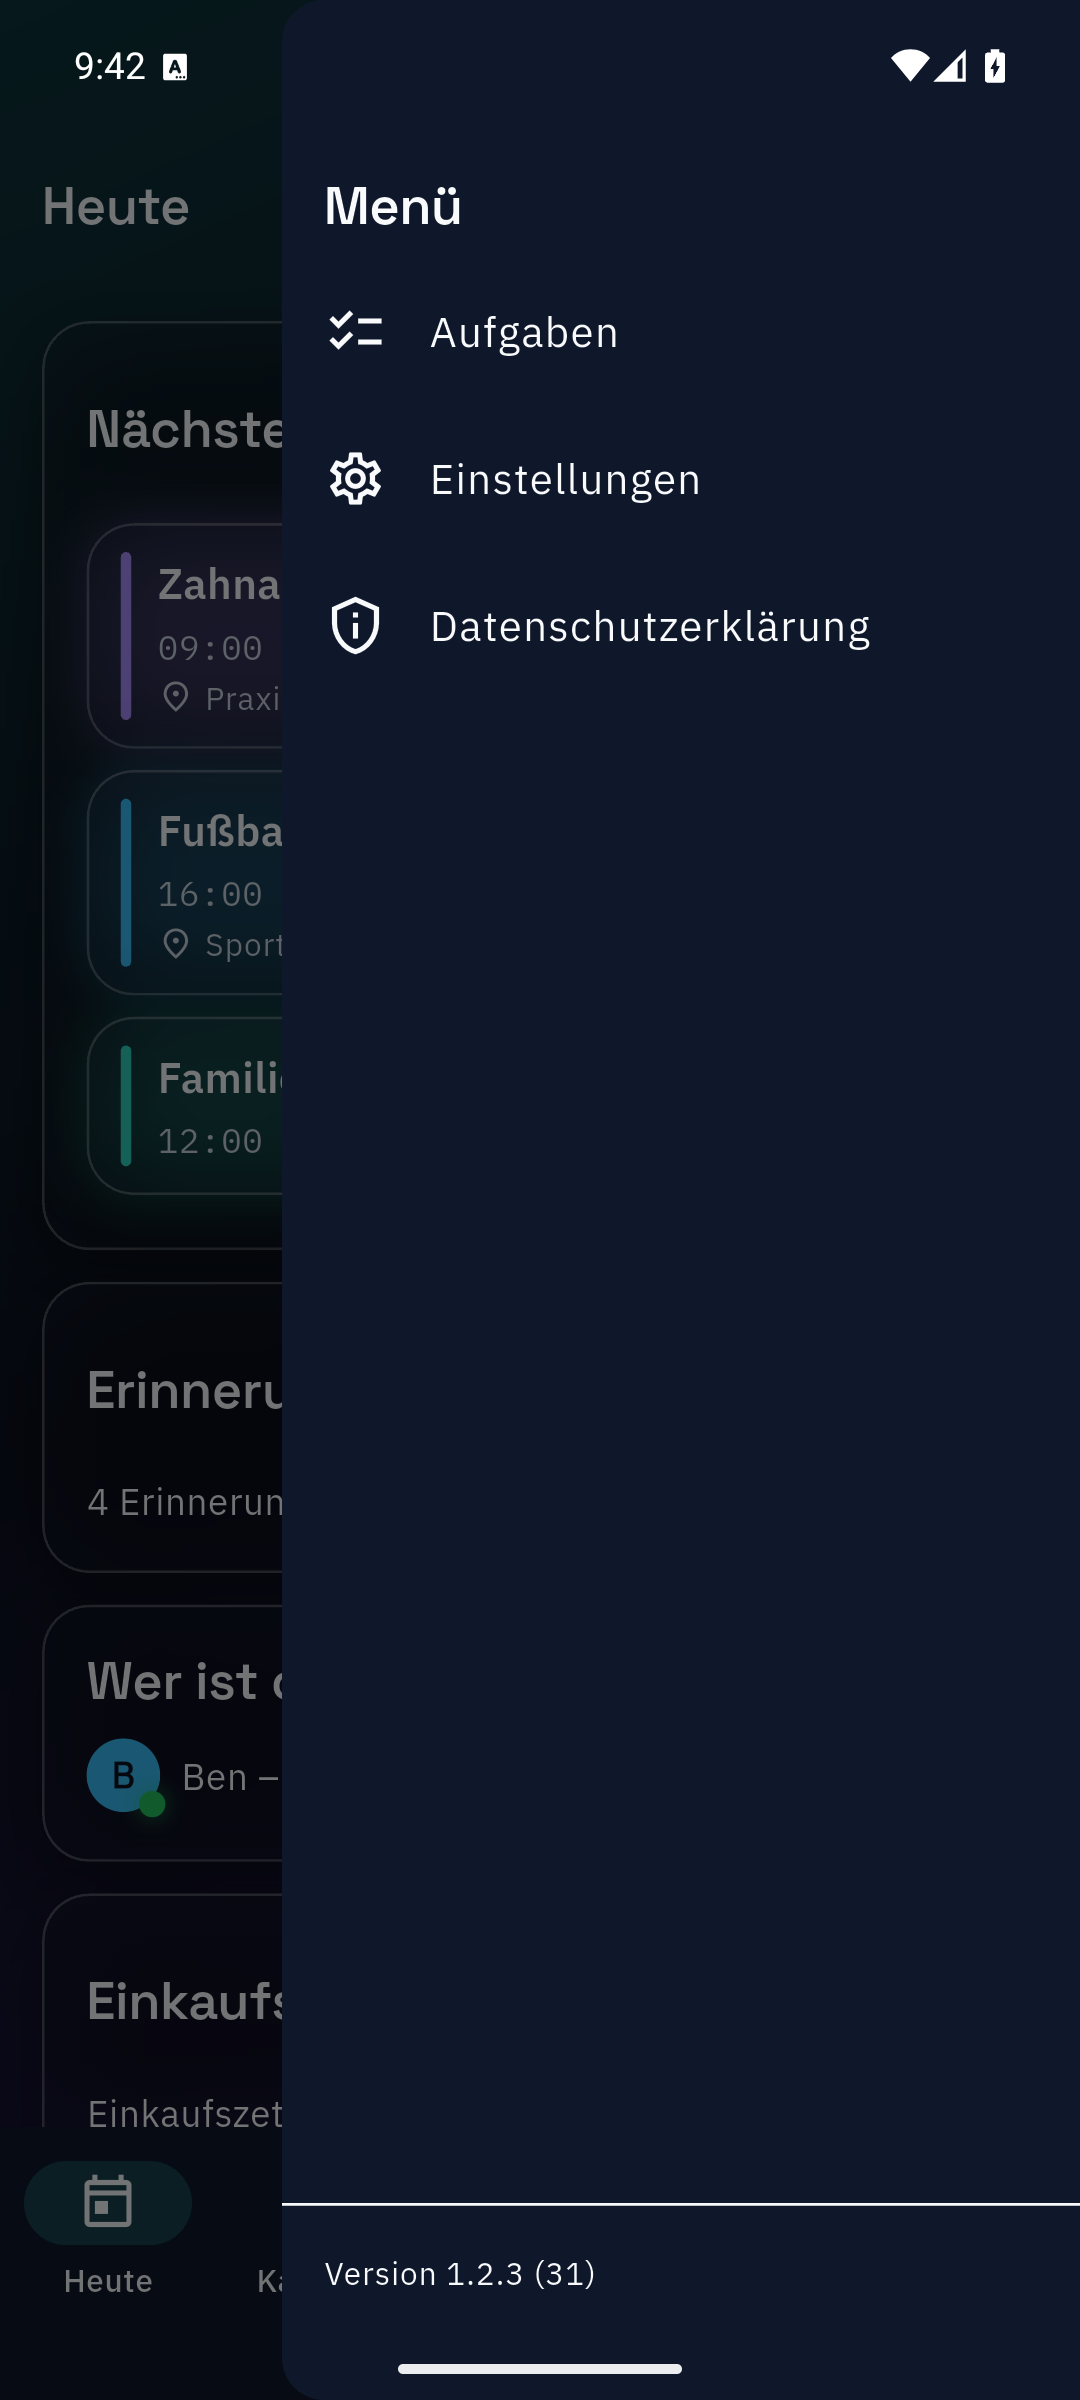 9:42
Heute
Menü
Aufgaben
Einstellungen
Datenschutzerklärung
Nächste
Zahna
09:00
Praxi
Fußba
16:00
Sport
Famili
12:00
Erinneru
4 Erinnerun
Wer ist
B
Ben –
Einkaufs
Einkaufszet
Heute
Ka
Version 1.2.3 (31)